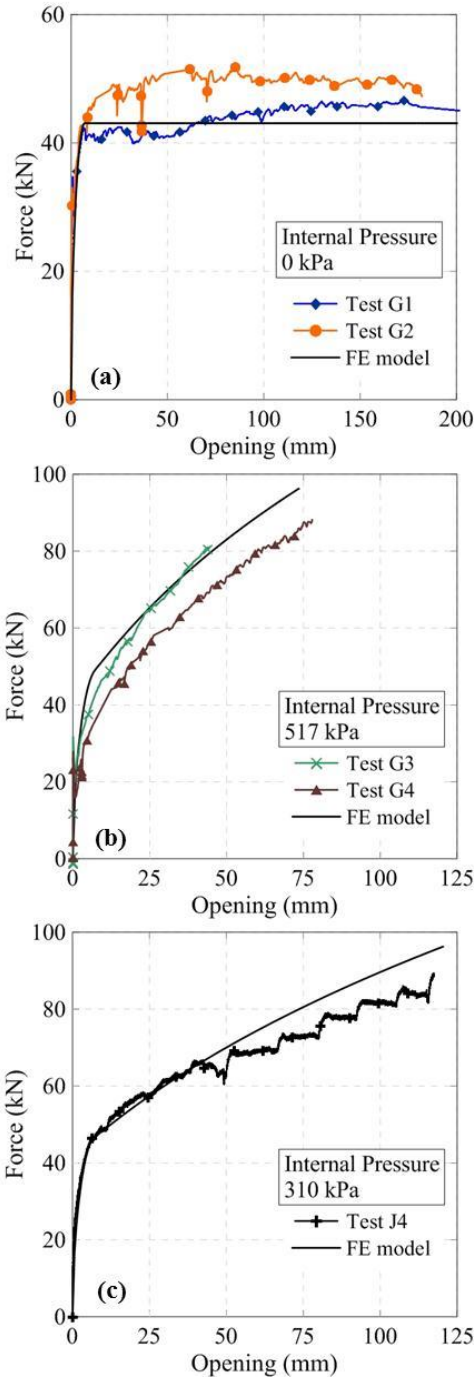 60
40
20
0
Force (kN)
Internal Pressure
0 kPa
Test G1
Test G2
FE model
(a)
0 50 100 150 200
Opening (mm)
100
80
60
40
20
0
Force (kN)
Internal Pressure
517 kPa
Test G3
Test G4
FE model
(b)
0 25 50 75 100 125
Opening (mm)
100
80
60
40
20
0
Force (kN)
Internal Pressure
310 kPa
Test J4
FE model
(c)
0 25 50 75 100 125
Opening (mm)